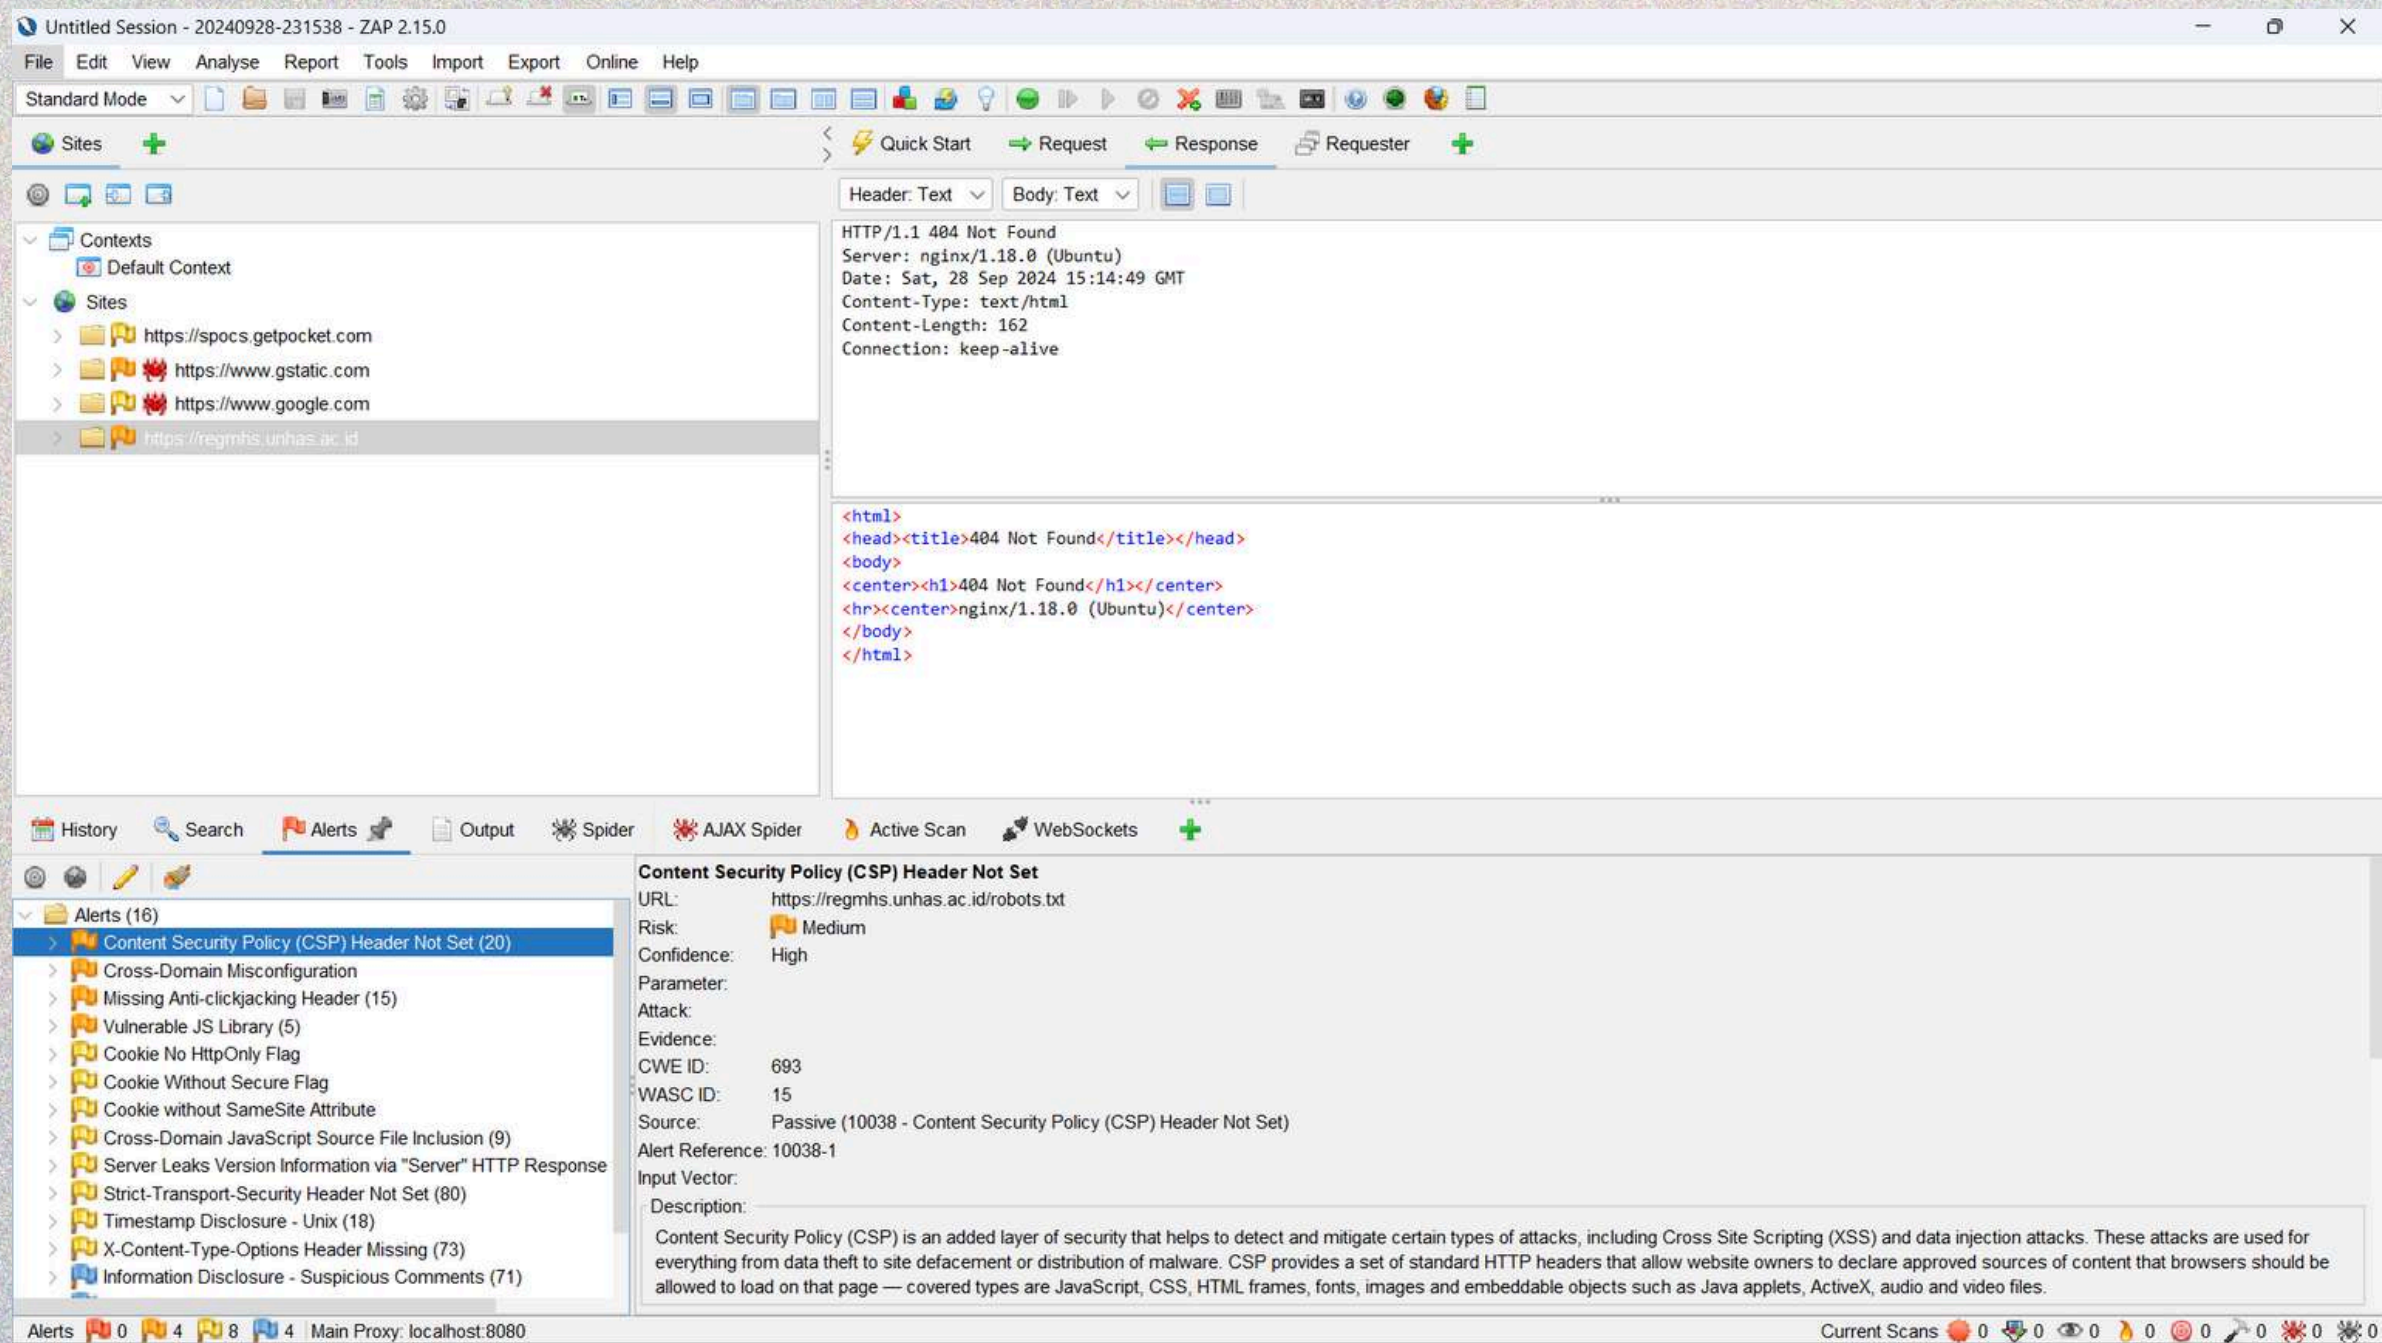 Untitled Session - 20240928-231538 - ZAP 2.15.0
File Edit View Analyse Report Tools Import Export Online Help
Standard Mode
Sites
Quick Start Request Response Requester
Header: Text Body: Text
Contexts
Default Context
Sites
https://spocs.getpocket.com
https://www.gstatic.com
https://www.google.com
https://regmhs.unhas.ac.id
HTTP/1.1 404 Not Found
Server: nginx/1.18.0 (Ubuntu)
Date: Sat, 28 Sep 2024 15:14:49 GMT
Content-Type: text/html
Content-Length: 162
Connection: keep-alive
<html>
<head><title>404 Not Found</title></head>
<body>
<center><h1>404 Not Found</h1></center>
<hr><center>nginx/1.18.0 (Ubuntu)</center>
</body>
</html>
History Search Alerts Output Spider AJAX Spider Active Scan WebSockets
Alerts (16)
Content Security Policy (CSP) Header Not Set (20)
Cross-Domain Misconfiguration
Missing Anti-clickjacking Header (15)
Vulnerable JS Library (5)
Cookie No HttpOnly Flag
Cookie Without Secure Flag
Cookie without SameSite Attribute
Cross-Domain JavaScript Source File Inclusion (9)
Server Leaks Version Information via "Server" HTTP Response
Strict-Transport-Security Header Not Set (80)
Timestamp Disclosure - Unix (18)
X-Content-Type-Options Header Missing (73)
Information Disclosure - Suspicious Comments (71)
Content Security Policy (CSP) Header Not Set
URL: https://regmhs.unhas.ac.id/robots.txt
Risk: Medium
Confidence: High
Parameter:
Attack:
Evidence:
CWE ID: 693
WASC ID: 15
Source: Passive (10038 - Content Security Policy (CSP) Header Not Set)
Alert Reference: 10038-1
Input Vector:
Description:
Content Security Policy (CSP) is an added layer of security that helps to detect and mitigate certain types of attacks, including Cross Site Scripting (XSS) and data injection attacks. These attacks are used for
everything from data theft to site defacement or distribution of malware. CSP provides a set of standard HTTP headers that allow website owners to declare approved sources of content that browsers should be
allowed to load on that page — covered types are JavaScript, CSS, HTML frames, fonts, images and embeddable objects such as Java applets, ActiveX, audio and video files.
Alerts 0 4 8 4 Main Proxy: localhost:8080
Current Scans 0 0 0 0 0 0 0 0